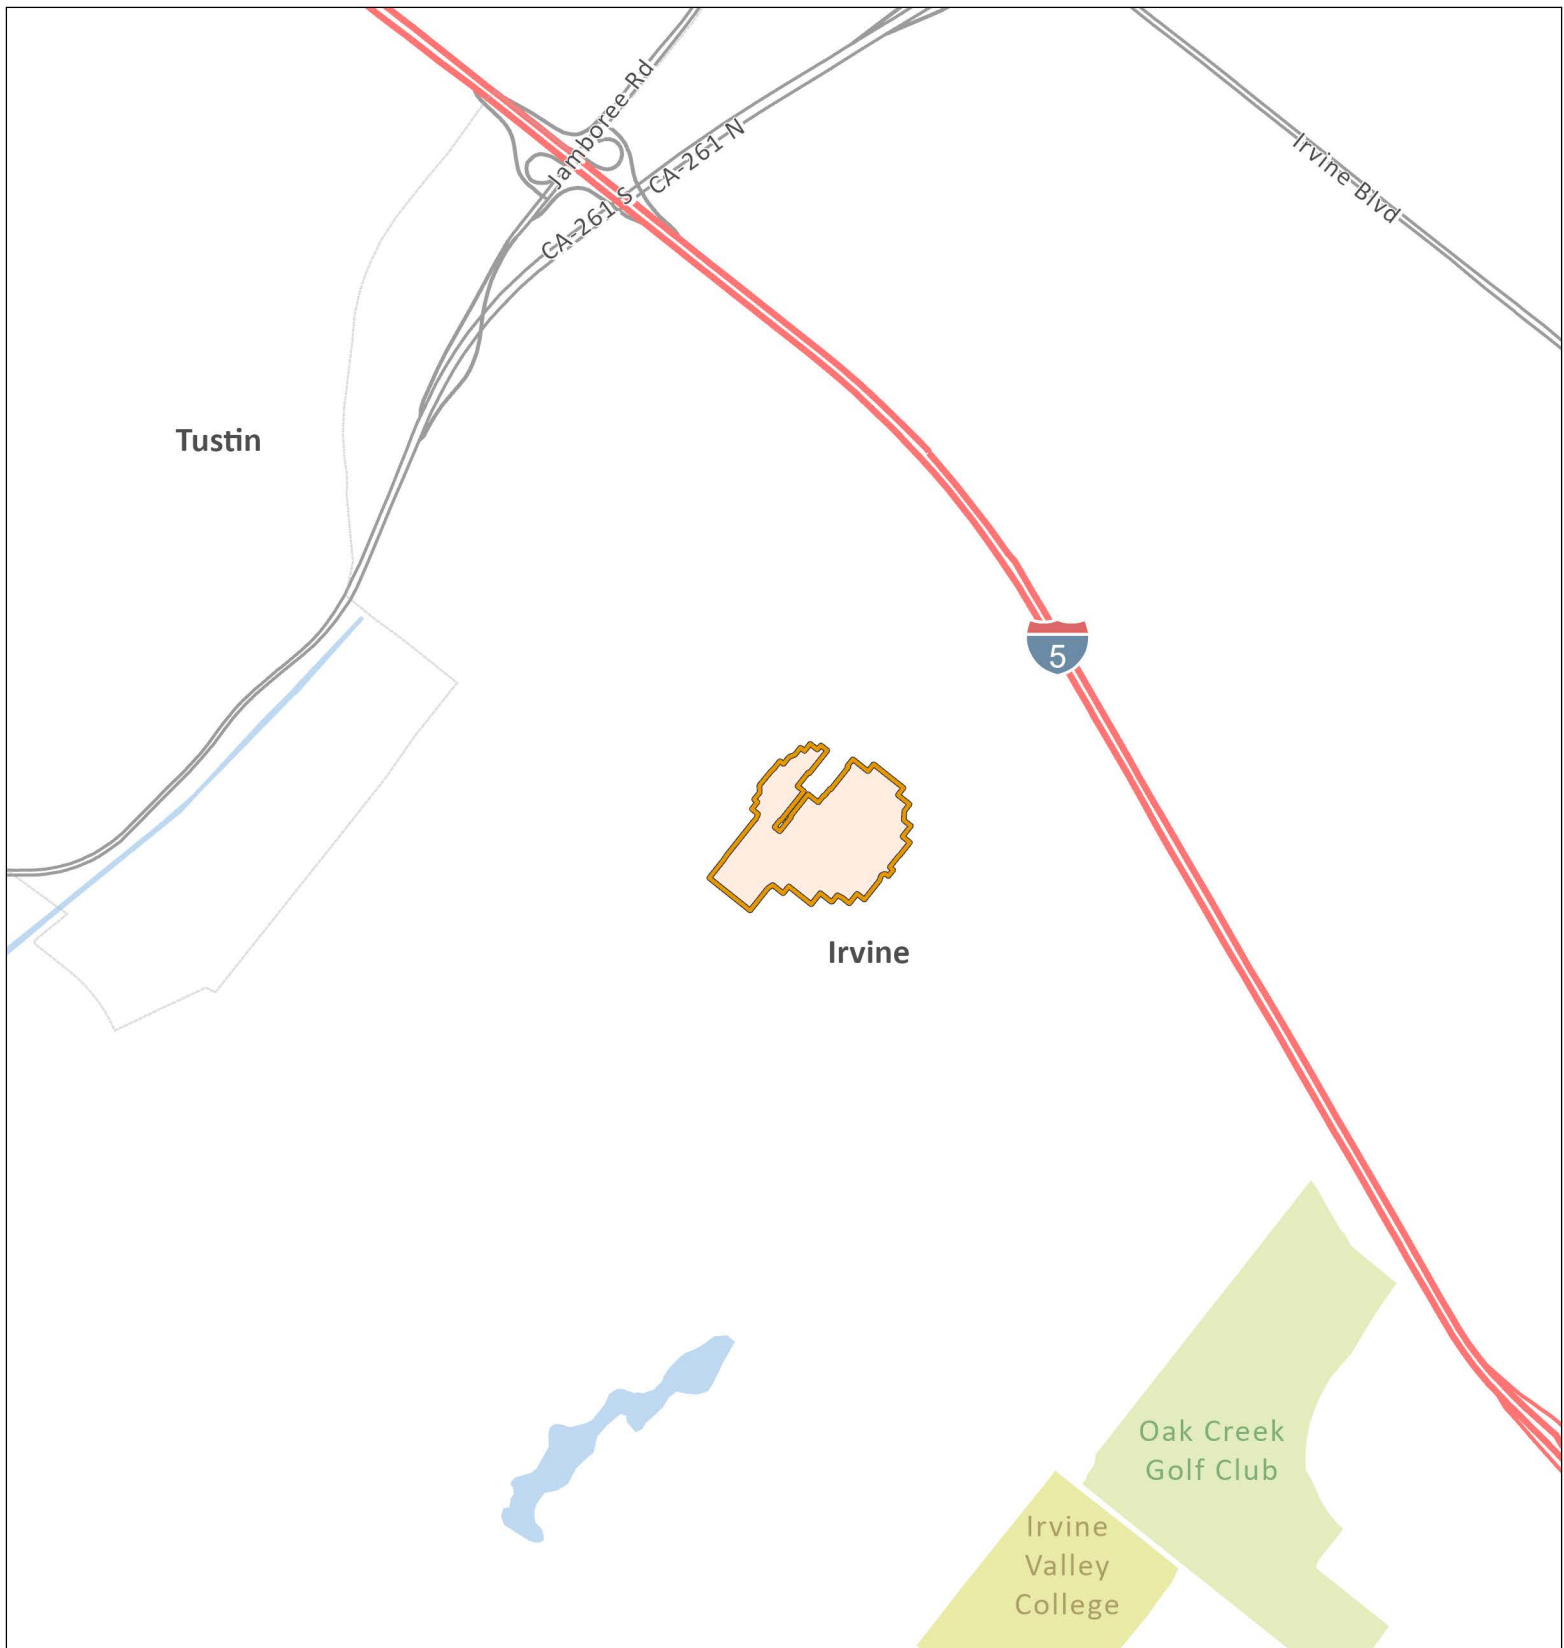 Jamboree Rd
CA-261 N
CA-261 S
Irvine Blvd
Tustin
5
Irvine
Oak Creek
Golf Club
Irvine
Valley
College